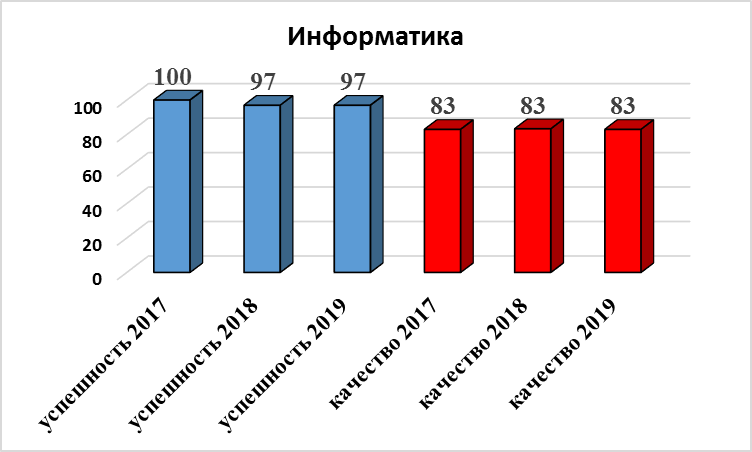 Информатика
100
97
97
83
83
83
100
80
60
40
20
0
успешность 2017
успешность 2018
успешность 2019
качество 2017
качество 2018
качество 2019